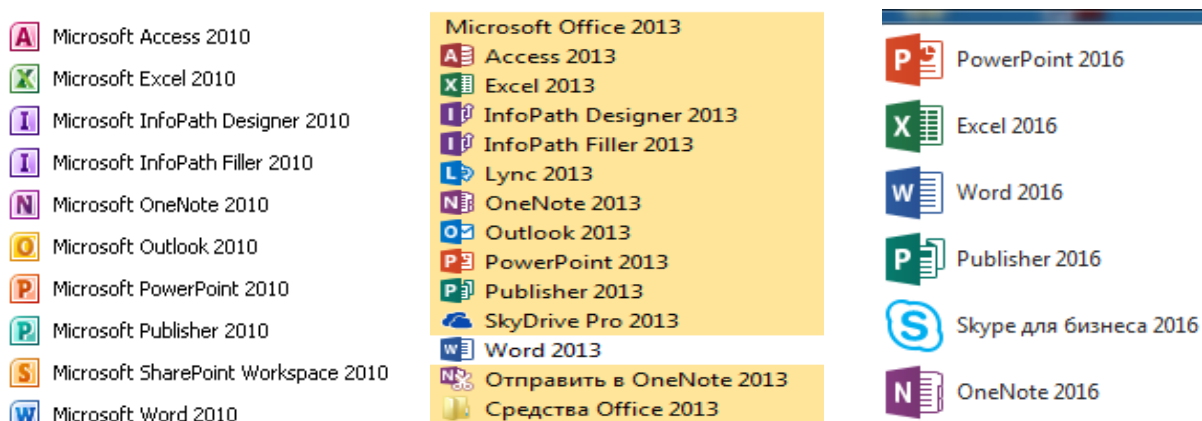 Microsoft Access 2010
Microsoft Excel 2010
Microsoft InfoPath Designer 2010
Microsoft InfoPath Filler 2010
Microsoft OneNote 2010
Microsoft Outlook 2010
Microsoft PowerPoint 2010
Microsoft Publisher 2010
Microsoft SharePoint Workspace 2010
Microsoft Word 2010
Microsoft Office 2013
Access 2013
Excel 2013
InfoPath Designer 2013
InfoPath Filler 2013
Lync 2013
OneNote 2013
Outlook 2013
PowerPoint 2013
Publisher 2013
SkyDrive Pro 2013
Word 2013
Отправить в OneNote 2013
Средства Office 2013
PowerPoint 2016
Excel 2016
Word 2016
Publisher 2016
Skype для бизнеса 2016
OneNote 2016